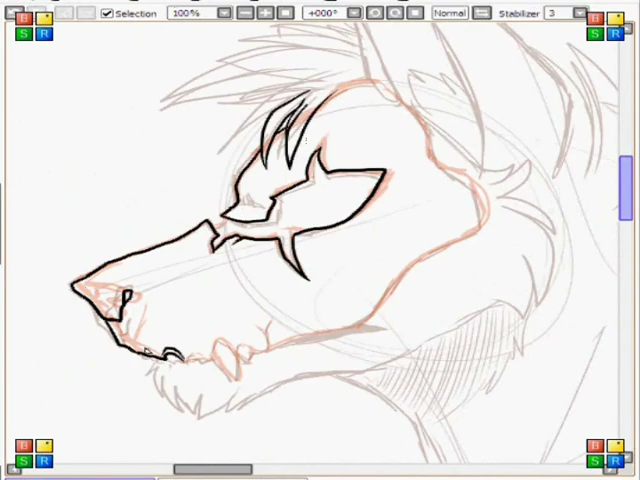 Selection 100% +000° Normal Stabilizer 3
B B
S R S R
B B
S R S R